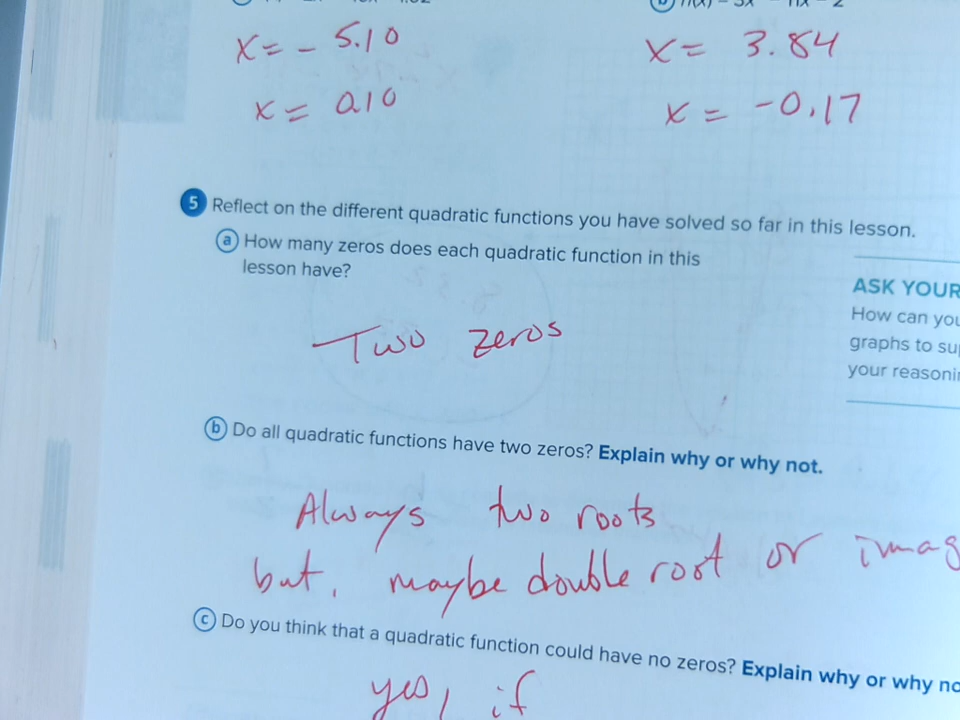 x = - 5.10
x = 3.84
x = 0.10
x = -0.17
5 Reflect on the different quadratic functions you have solved so far in this lesson.
a How many zeros does each quadratic function in this
lesson have?
ASK YOUR
How can you
graphs to
your
Two zeros
b Do all quadratic functions have two zeros? Explain why or why not.
Always two roots
but, maybe double root or imag
c Do you think that a quadratic function could have no zeros? Explain why or why no
yes, if